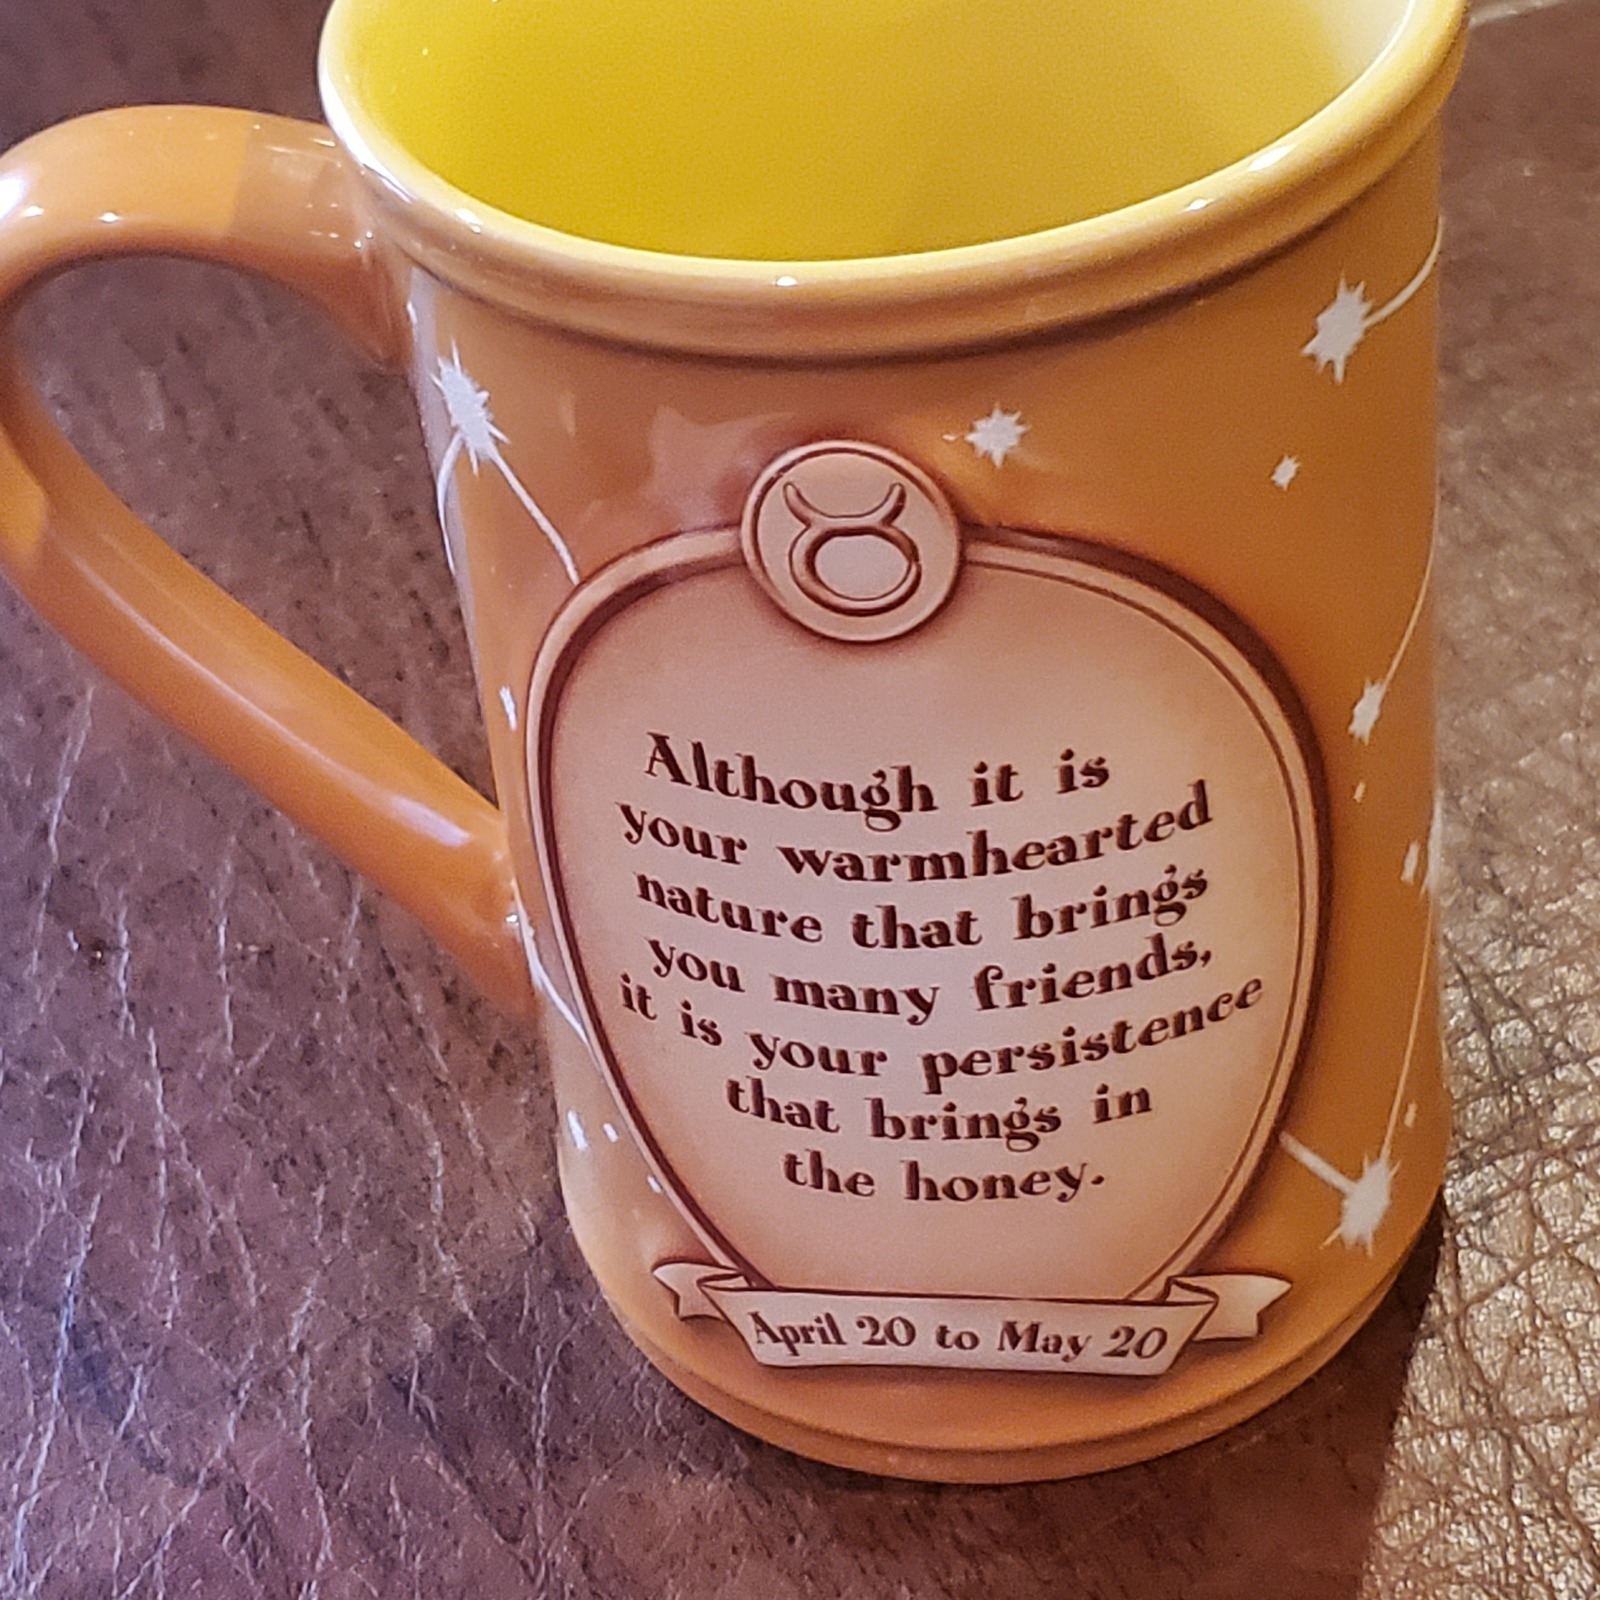 Although it is
your warmhearted
nature that brings
you many friends,
it is your persistence
that brings in
the honey.
April 20 to May 20